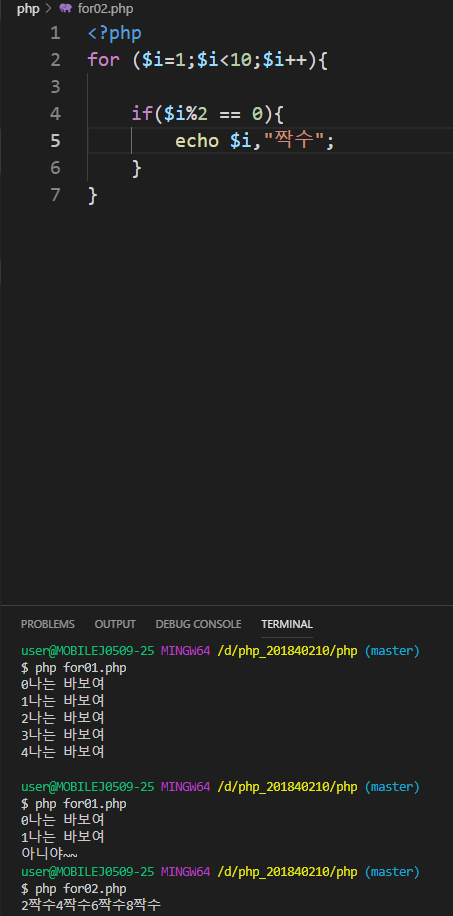 php > for02.php
1 <?php
2 for ($i=1;$i<10;$i++){
3
4 if($i%2 == 0){
5 echo $i,"짝수";
6 }
7 }
PROBLEMS OUTPUT DEBUG CONSOLE TERMINAL
user@MOBILEJ0509-25 MINGW64 /d/php_201840210/php (master)
$ php for01.php
0나는 바보여
1나는 바보여
2나는 바보여
3나는 바보여
4나는 바보여
user@MOBILEJ0509-25 MINGW64 /d/php_201840210/php (master)
$ php for01.php
0나는 바보여
1나는 바보여
아니야~~
user@MOBILEJ0509-25 MINGW64 /d/php_201840210/php (master)
$ php for02.php
2짝수4짝수6짝수8짝수